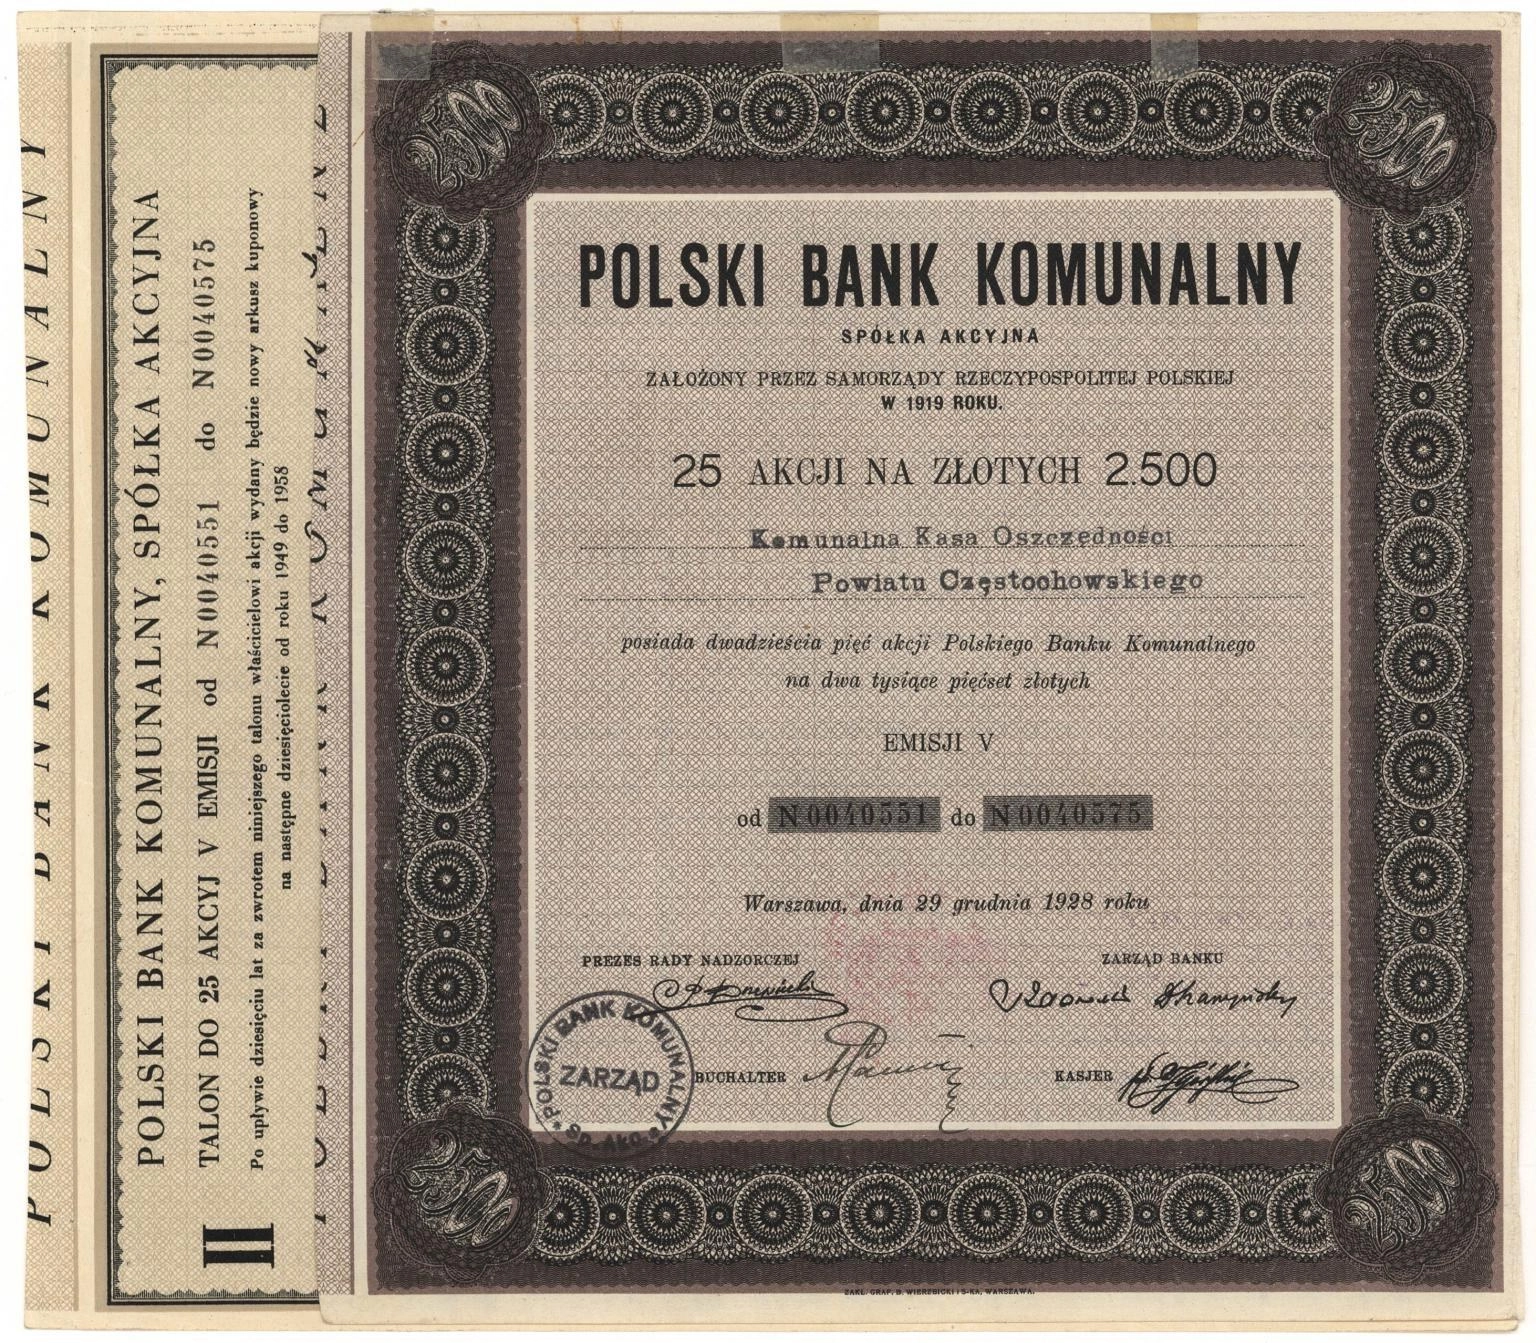 POLSKI BANK KOMUNALNY
POLSKI BANK KOMUNALNY, SPÓŁKA AKCYJNA
TALON DO 25 AKCYJ V EMISJI od N0040551 do N0040575
Po upływie dziesięciu lat za zwrotem niniejszego talonu właścicielowi akcji wydany będzie nowy arkusz kuponowy
na następne dziesięciolecie od roku 1949 do 1958
II
2500
2500
POLSKI BANK KOMUNALNY
SPÓŁKA AKCYJNA
ZAŁOŻONY PRZEZ SAMORZĄDY RZECZYPOSPOLITEJ POLSKIEJ
W 1919 ROKU.
25 AKCJI NA ZŁOTYCH 2.500
Komunalna Kasa Oszczędności
Powiatu Częstochowskiego
posiada dwadzieścia pięć akcji Polskiego Banku Komunalnego
na dwa tysiące pięćset złotych
EMISJI V
od N0040551 do N0040575
Warszawa, dnia 29 grudnia 1928 roku
PREZES RADY NADZORCZEJ ZARZĄD BANKU
POLSKI BANK KOMUNALNY
ZARZĄD
Sp. Akc.
BUCHALTER KASJER
2500
2500
ZAKŁ. GRAF. B. WIERZBICKI I S-KA, WARSZAWA.